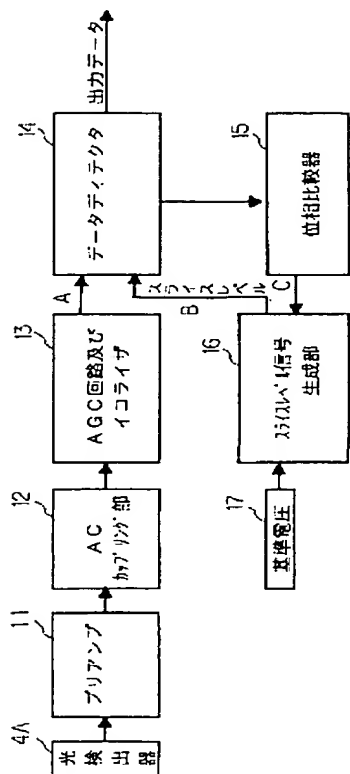 4A
光検出器
11
プリアンプ
12
AC
カップリング部
13
AGC回路及び
イコライザ
A
14
データディテクタ
出力データ
スライスレベル
B
15
位相比較器
C
16
スライスレベル信号
生成部
17
基準電圧